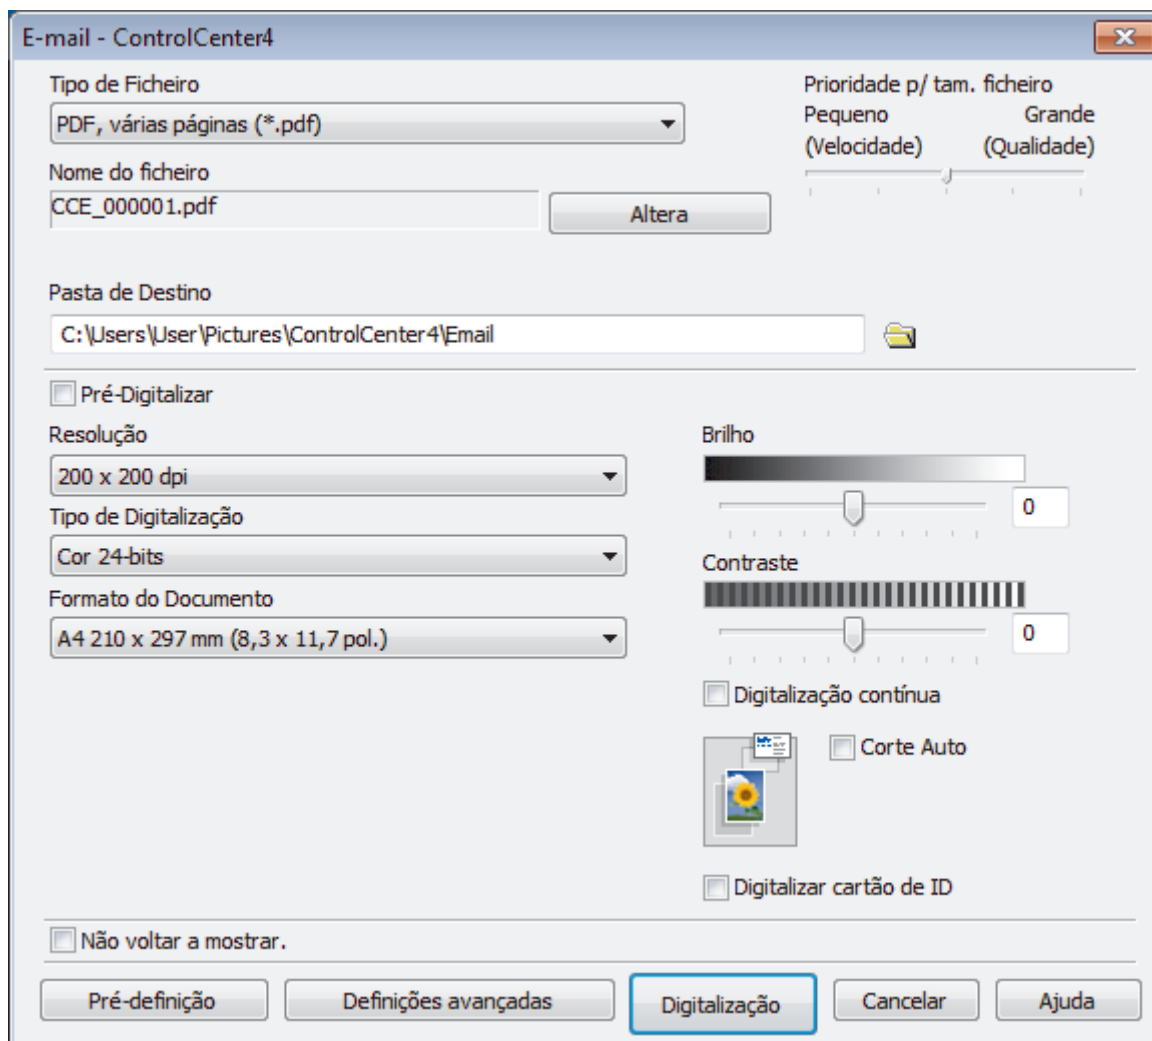 E-mail - ControlCenter4
Tipo de Ficheiro
PDF, várias páginas (*.pdf)
Nome do ficheiro
CCE_000001.pdf
Altera
Prioridade p/ tam. ficheiro
Pequeno Grande
(Velocidade) (Qualidade)
Pasta de Destino
C:\Users\User\Pictures\ControlCenter4\Email
Pré-Digitalizar
Resolução
200 x 200 dpi
Tipo de Digitalização
Cor 24-bits
Formato do Documento
A4 210 x 297 mm (8,3 x 11,7 pol.)
Brilho
0
Contraste
0
Digitalização contínua
Corte Auto
Digitalizar cartão de ID
Não voltar a mostrar.
Pré-definição Definições avançadas Digitalização Cancelar Ajuda